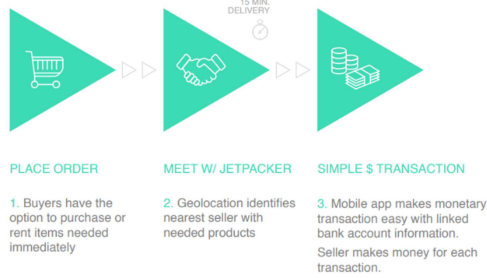 15 MIN.
DELIVERY
PLACE ORDER
MEET W/ JETPACKER
SIMPLE $ TRANSACTION
1. Buyers have the
option to purchase or
rent items needed
immediately
2. Geolocation identifies
nearest seller with
needed products
3. Mobile app makes monetary
transaction easy with linked
bank account information.
Seller makes money for each
transaction.